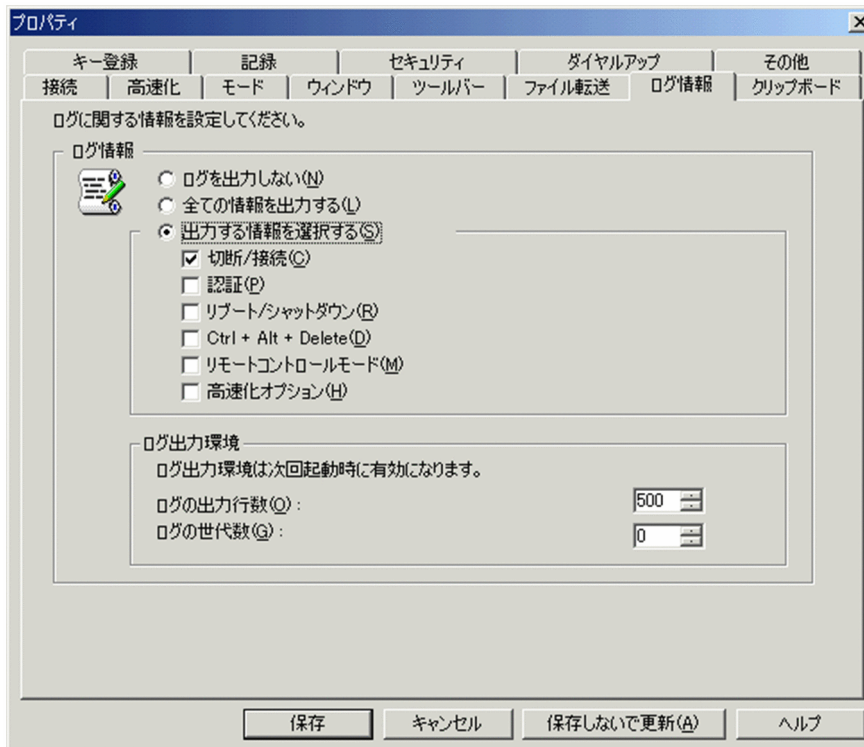 プロパティ
キー登録 記録 セキュリティ ダイヤルアップ その他
接続 高速化 モード ウィンドウ ツールバー ファイル転送 ログ情報 クリップボード
ログに関する情報を設定してください。
ログ情報
ログを出力しない(N)
全ての情報を出力する(L)
出力する情報を選択する(S)
切断/接続(C)
認証(P)
リブート/シャットダウン(R)
Ctrl + Alt + Delete(D)
リモートコントロールモード(M)
高速化オプション(H)
ログ出力環境
ログ出力環境は次回起動時に有効になります。
ログの出力行数(O) : 500
ログの世代数(G) : 0
保存 キャンセル 保存しないで更新(A) ヘルプ